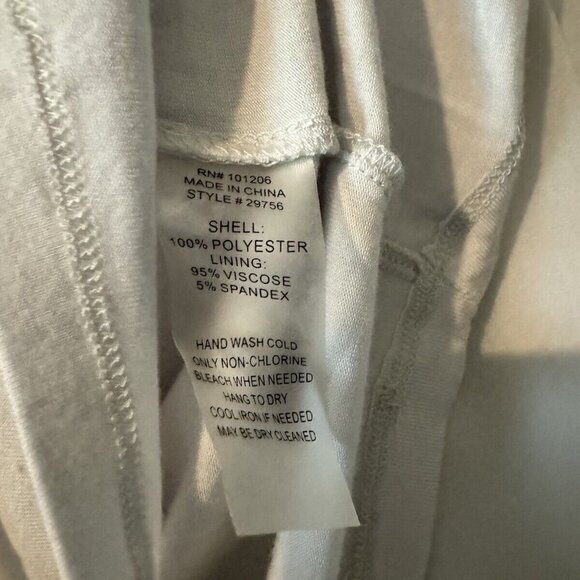 RN# 101206
MADE IN CHINA
STYLE # 29756
SHELL:
100% POLYESTER
LINING:
95% VISCOSE
5% SPANDEX
HAND WASH COLD
ONLY NON-CHLORINE
BLEACH WHEN NEEDED
HANG TO DRY
COOL IRON IF NEEDED
MAY BE DRY CLEANED